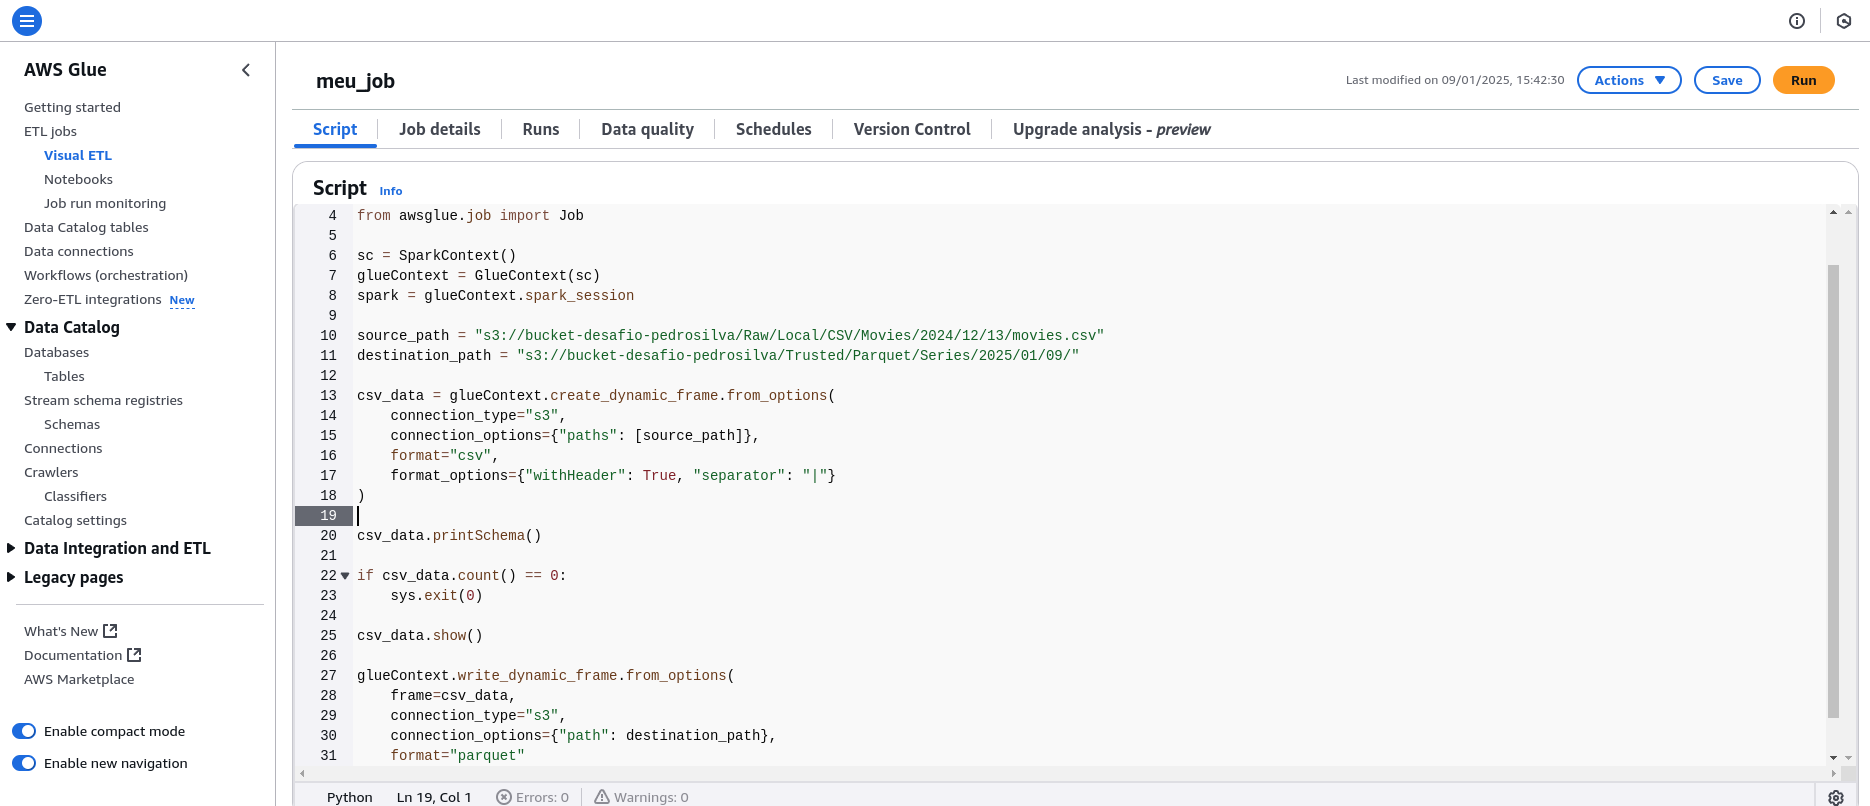 AWS Glue
Getting started
ETL jobs
Visual ETL
Notebooks
Job run monitoring
Data Catalog tables
Data connections
Workflows (orchestration)
Zero-ETL integrations New
Data Catalog
Databases
Tables
Stream schema registries
Schemas
Connections
Crawlers
Classifiers
Catalog settings
Data Integration and ETL
Legacy pages
What's New
Documentation
AWS Marketplace
Enable compact mode
Enable new navigation
meu_job
Last modified on 09/01/2025, 15:42:30 Actions Save Run
Script Job details Runs Data quality Schedules Version Control Upgrade analysis - preview
Script Info
4 from awsglue.job import Job
5
6 sc = SparkContext()
7 glueContext = GlueContext(sc)
8 spark = glueContext.spark_session
9
10 source_path = "s3://bucket-desafio-pedrosilva/Raw/Local/CSV/Movies/2024/12/13/movies.csv"
11 destination_path = "s3://bucket-desafio-pedrosilva/Trusted/Parquet/Series/2025/01/09/"
12
13 csv_data = glueContext.create_dynamic_frame.from_options(
14     connection_type="s3",
15     connection_options={"paths": [source_path]},
16     format="csv",
17     format_options={"withHeader": True, "separator": "|"}
18 )
19
20 csv_data.printSchema()
21
22 if csv_data.count() == 0:
23     sys.exit(0)
24
25 csv_data.show()
26
27 glueContext.write_dynamic_frame.from_options(
28     frame=csv_data,
29     connection_type="s3",
30     connection_options={"path": destination_path},
31     format="parquet"
Python Ln 19, Col 1 Errors: 0 Warnings: 0